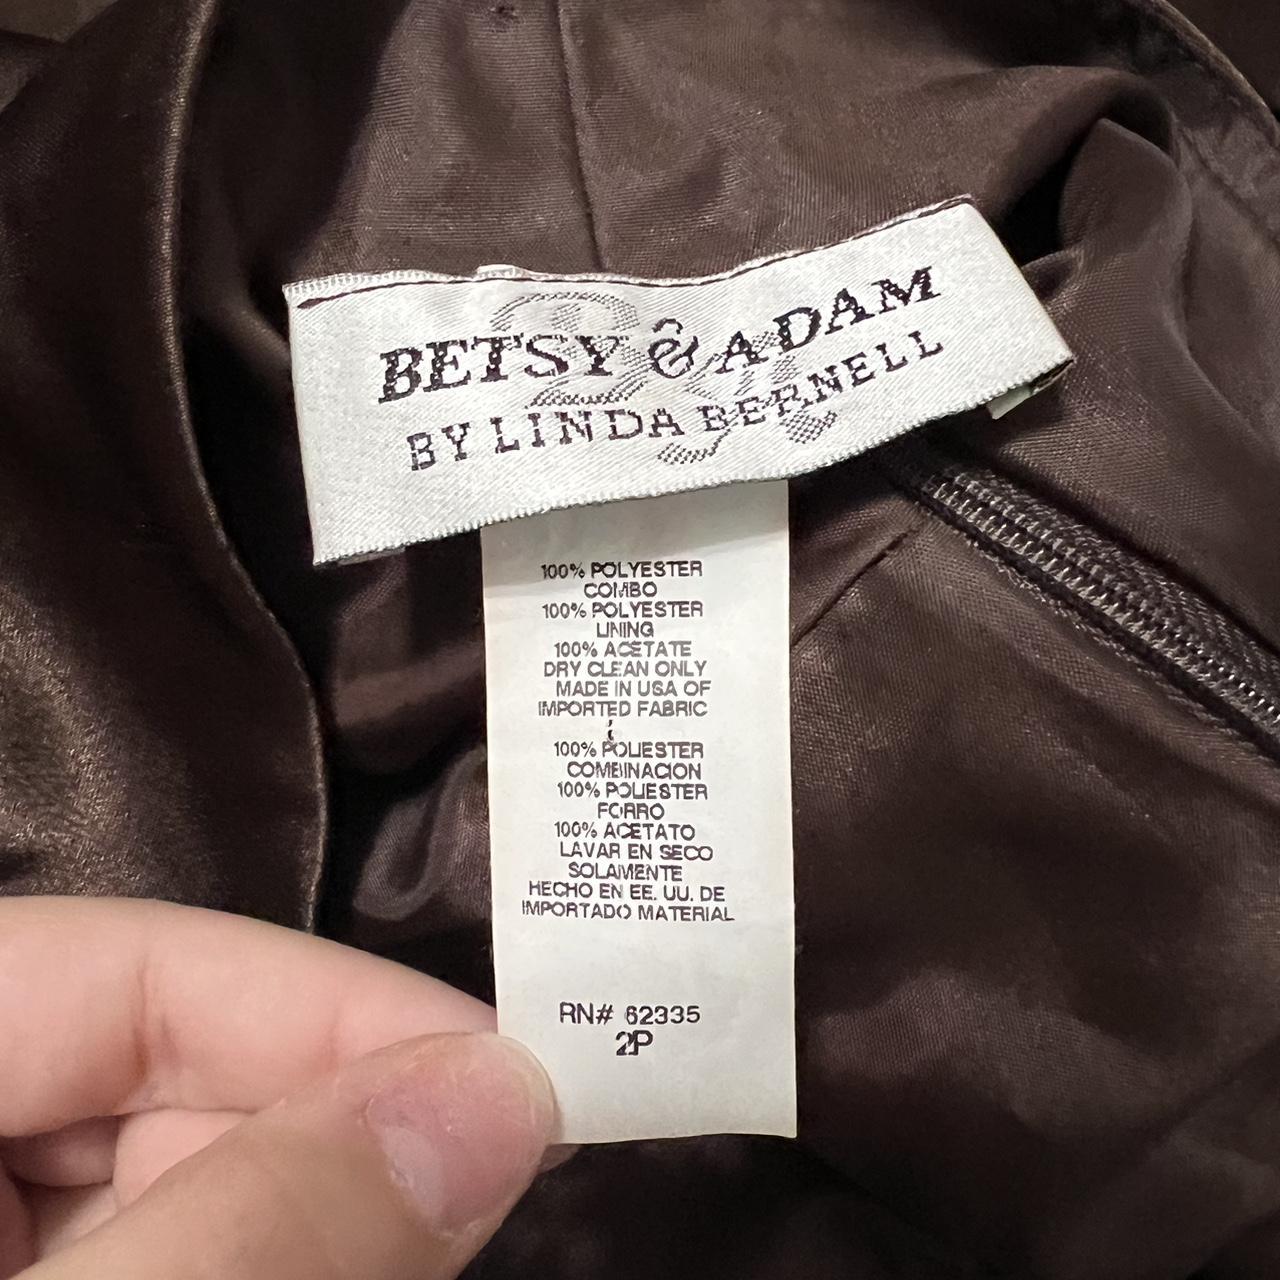 BETSY & ADAM
BY LINDA BERNELL
100% POLYESTER
COMBO
100% POLYESTER
LINING
100% ACETATE
DRY CLEAN ONLY
MADE IN USA OF
IMPORTED FABRIC
100% POLIESTER
COMBINACION
100% POLIESTER
FORRO
100% ACETATO
LAVAR EN SECO
SOLAMENTE
HECHO EN EE. UU. DE
IMPORTADO MATERIAL
RN# 62335
2P